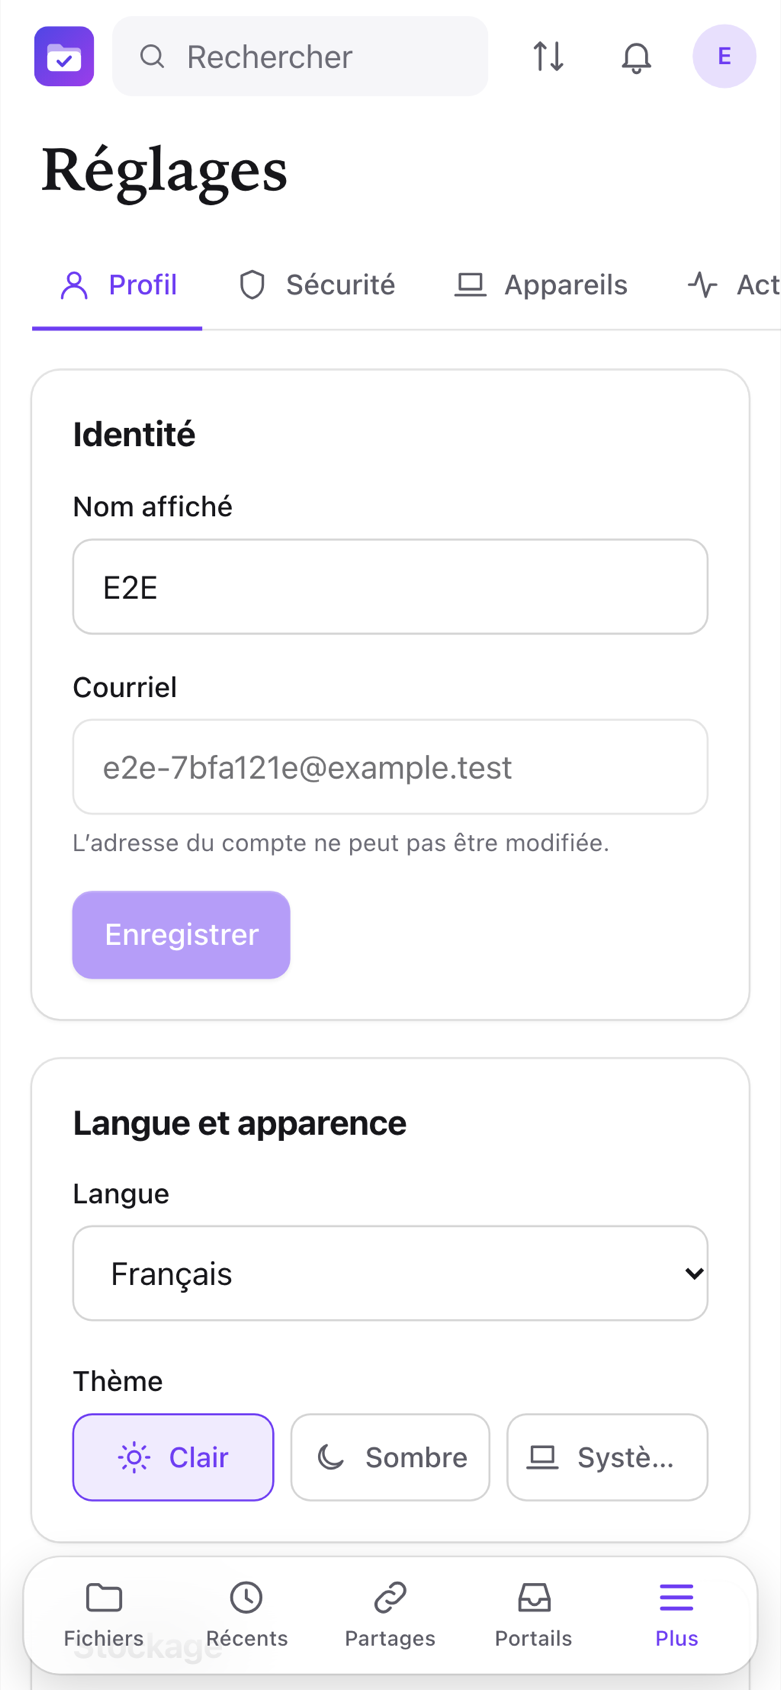 Rechercher
E
Réglages
Profil
Sécurité
Appareils
Act
Identité
Nom affiché
E2E
Courriel
e2e-7bfa121e@example.test
L’adresse du compte ne peut pas être modifiée.
Enregistrer
Langue et apparence
Langue
Français
Thème
Clair
Sombre
Systè...
Stockage
Fichiers
Récents
Partages
Portails
Plus